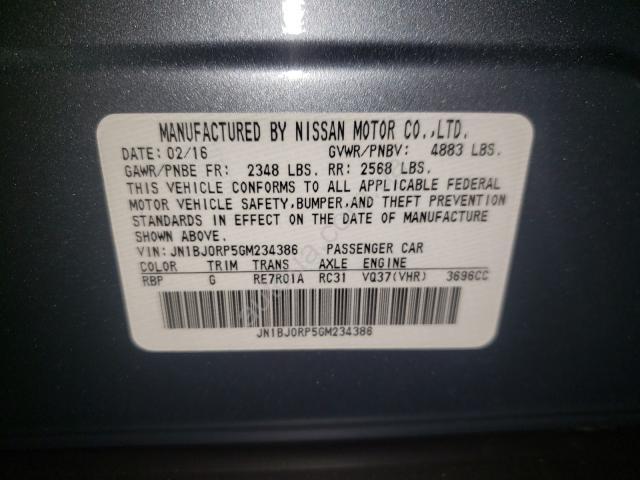 MANUFACTURED BY NISSAN MOTOR CO.,LTD.
DATE: 02/16 GVWR/PNBV: 4883 LBS.
GAWR/PNBE FR: 2348 LBS. RR: 2568 LBS.
THIS VEHICLE CONFORMS TO ALL APPLICABLE FEDERAL
MOTOR VEHICLE SAFETY,BUMPER,AND THEFT PREVENTION
STANDARDS IN EFFECT ON THE DATE OF MANUFACTURE
SHOWN ABOVE.
VIN:JN1BJ0RP5GM234386 PASSENGER CAR
COLOR TRIM TRANS AXLE ENGINE
RBP G RE7R01A RC31 VQ37(VHR) 3696CC
JN1BJ0RP5GM234386